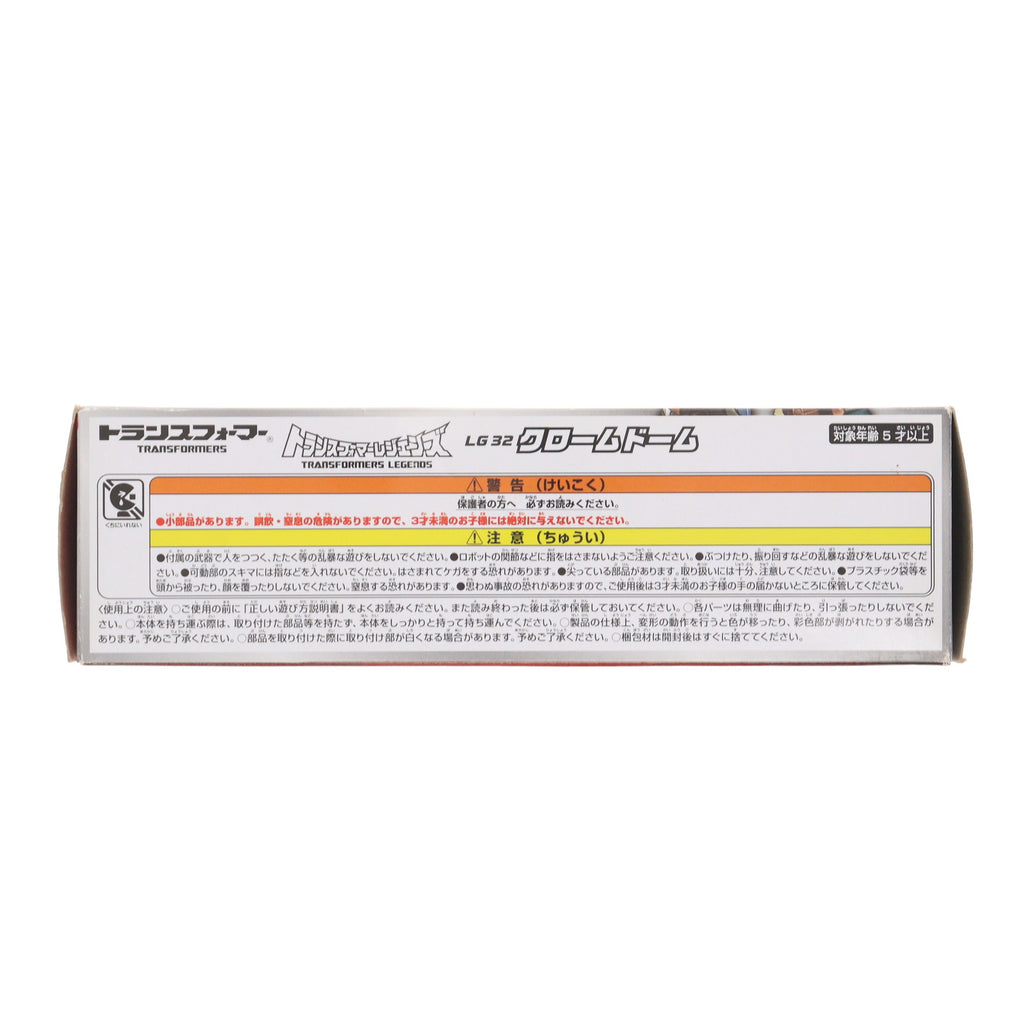 トランスフォーマー®
TRANSFORMERS
トランスフォーマーレジェンズ
TRANSFORMERS LEGENDS
LG 32 クロームドーム
対象年齢 5 才以上
くちにいれない
⚠警 告(けいこく)
保護者の方へ 必ずお読みください。
●小部品があります。誤飲・窒息の危険がありますので、3才未満のお子様には絶対に与えないでください。
⚠注 意(ちゅうい)
●付属の武器で人をつつく、たたく等の乱暴な遊びをしないでください。●ロボットの関節などに指をはさまないようご注意ください。●ぶつけたり、振り回すなどの乱暴な遊びをしないでくだ
さい。●可動部のスキマには指などを入れないでください。はさまれてケガをする恐れがあります。●尖っている部品があります。取り扱いには十分、注意してください。●プラスチック袋等を
頭から被ったり、顔を覆ったりしないでください。窒息する恐れがあります。●思わぬ事故の恐れがありますので、ご使用後は3才未満のお子様の手の届かないところに保管してください。
〈使用上の注意〉○ご使用の前に「正しい遊び方説明書」をよくお読みください。また読み終わった後は必ず保管しておいてください。○各パーツは無理に曲げたり、引っ張ったりしないでくだ
さい。○本体を持ち運ぶ際は、取り付けた部品等を持たず、本体をしっかりと持って持ち運んでください。○製品の仕様上、変形の動作を行うと色が移ったり、彩色部が剥がれたりする場合が
あります。予めご了承ください。○部品を取り付けた際に取り付け部が白くなる場合があります。予めご了承ください。○梱包材は開封後はすぐに捨ててください。